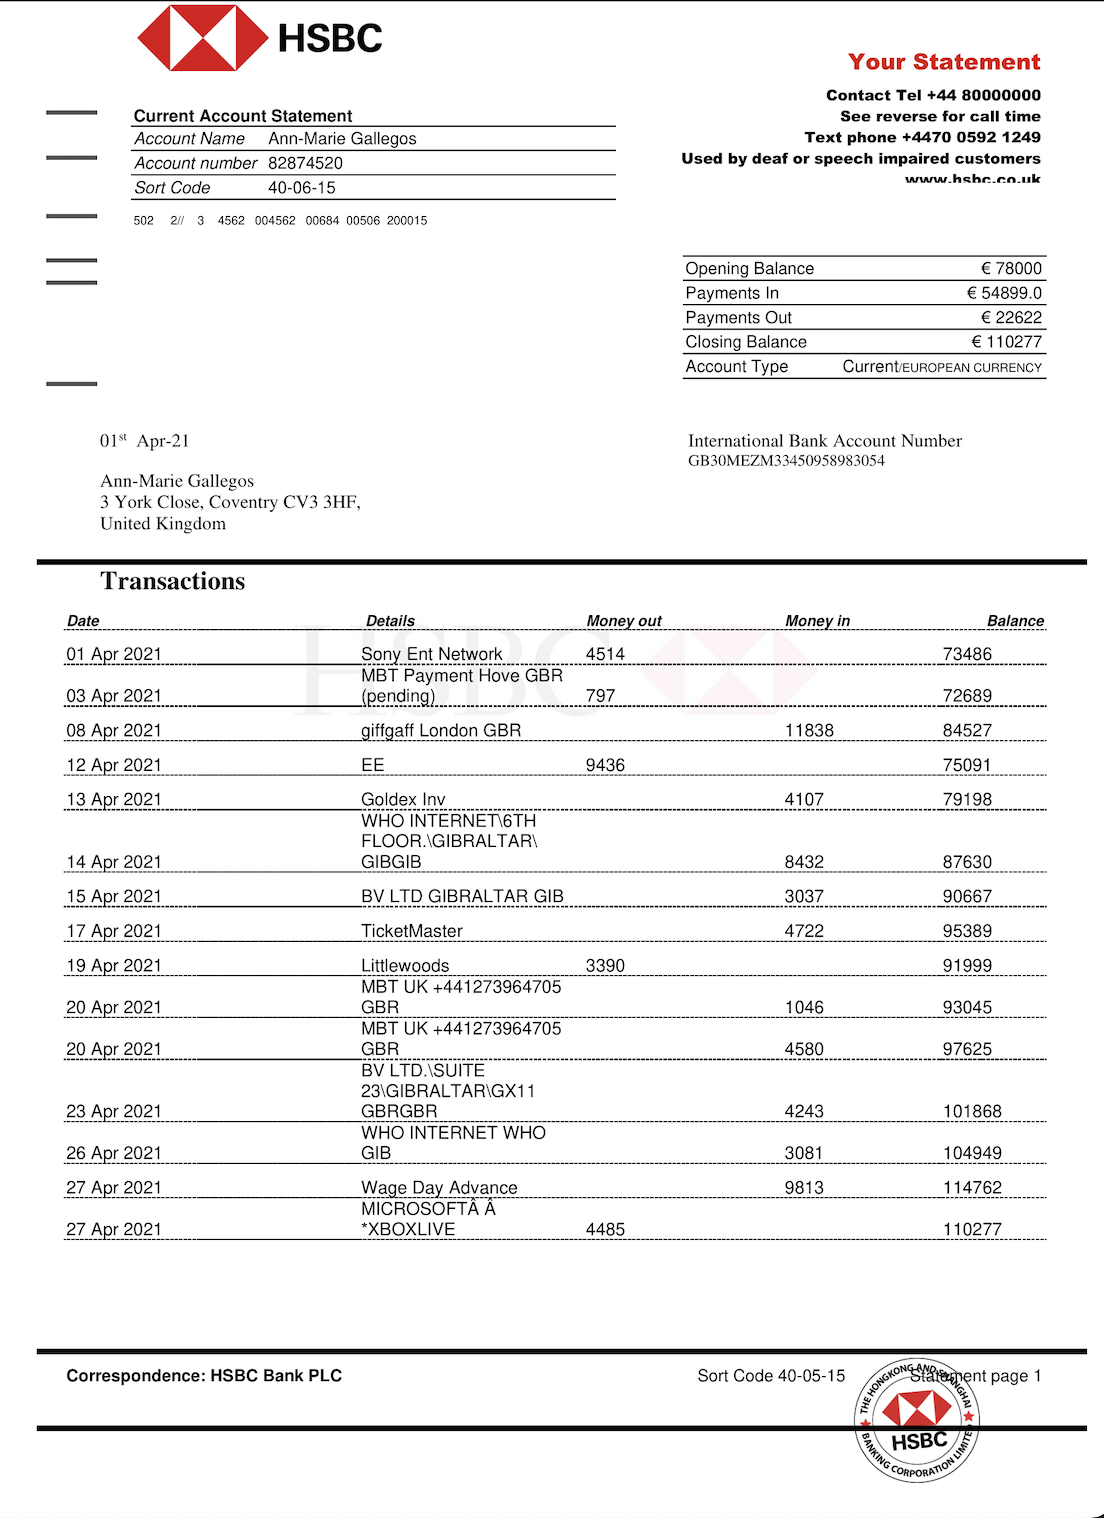 HSBC
Your Statement
Contact Tel +44 80000000
See reverse for call time
Text phone +4470 0592 1249
Used by deaf or speech impaired customers
www.hsbc.co.uk
Current Account Statement
Account Name Ann-Marie Gallegos
Account number 82874520
Sort Code 40-06-15
502 2// 3 4562 004562 00684 00506 200015
Opening Balance € 78000
Payments In € 54899.0
Payments Out € 22622
Closing Balance € 110277
Account Type Current/EUROPEAN CURRENCY
01st Apr-21
Ann-Marie Gallegos
3 York Close, Coventry CV3 3HF,
United Kingdom
International Bank Account Number
GB30MEZM33450958983054
Transactions
Date Details Money out Money in Balance
HSBC
01 Apr 2021 Sony Ent Network 4514 73486
MBT Payment Hove GBR
03 Apr 2021 (pending) 797 72689
08 Apr 2021 giffgaff London GBR 11838 84527
12 Apr 2021 EE 9436 75091
13 Apr 2021 Goldex Inv 4107 79198
WHO INTERNET\6TH
FLOOR.\GIBRALTAR\
14 Apr 2021 GIBGIB 8432 87630
15 Apr 2021 BV LTD GIBRALTAR GIB 3037 90667
17 Apr 2021 TicketMaster 4722 95389
19 Apr 2021 Littlewoods 3390 91999
MBT UK +441273964705
20 Apr 2021 GBR 1046 93045
MBT UK +441273964705
20 Apr 2021 GBR 4580 97625
BV LTD.\SUITE
23\GIBRALTAR\GX11
23 Apr 2021 GBRGBR 4243 101868
WHO INTERNET WHO
26 Apr 2021 GIB 3081 104949
27 Apr 2021 Wage Day Advance 9813 114762
MICROSOFTÂ Â
27 Apr 2021 *XBOXLIVE 4485 110277
Correspondence: HSBC Bank PLC Sort Code 40-05-15 Statement page 1
THE HONGKONG AND SHANGHAI
HSBC
BANKING CORPORATION LIMITED